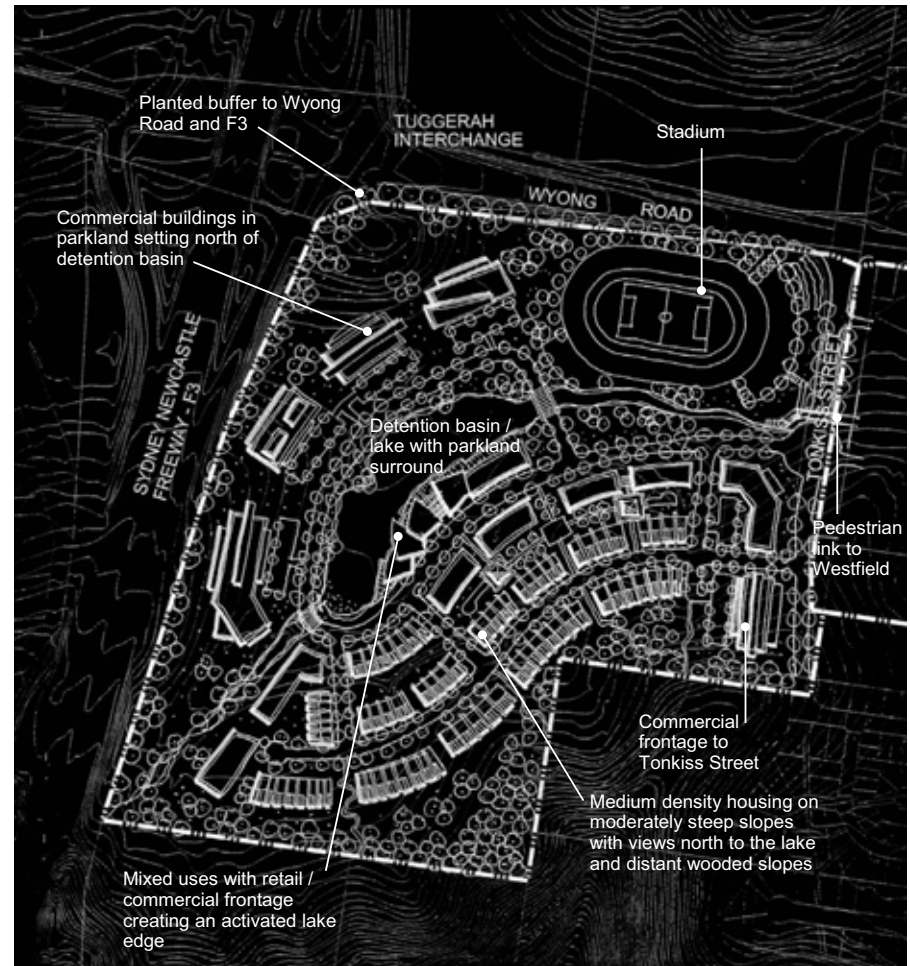 Planted buffer to Wyong
Road and F3
TUGGERAH
INTERCHANGE
Stadium
WYONG ROAD
Commercial buildings in
parkland setting north of
detention basin
SYDNEY NEWCASTLE
FREEWAY - F3
TONKISS STREET
Detention basin /
lake with parkland
surround
Pedestrian
link to
Westfield
Commercial
frontage to
Tonkiss Street
Medium density housing on
moderately steep slopes
with views north to the lake
and distant wooded slopes
Mixed uses with retail /
commercial frontage
creating an activated lake
edge